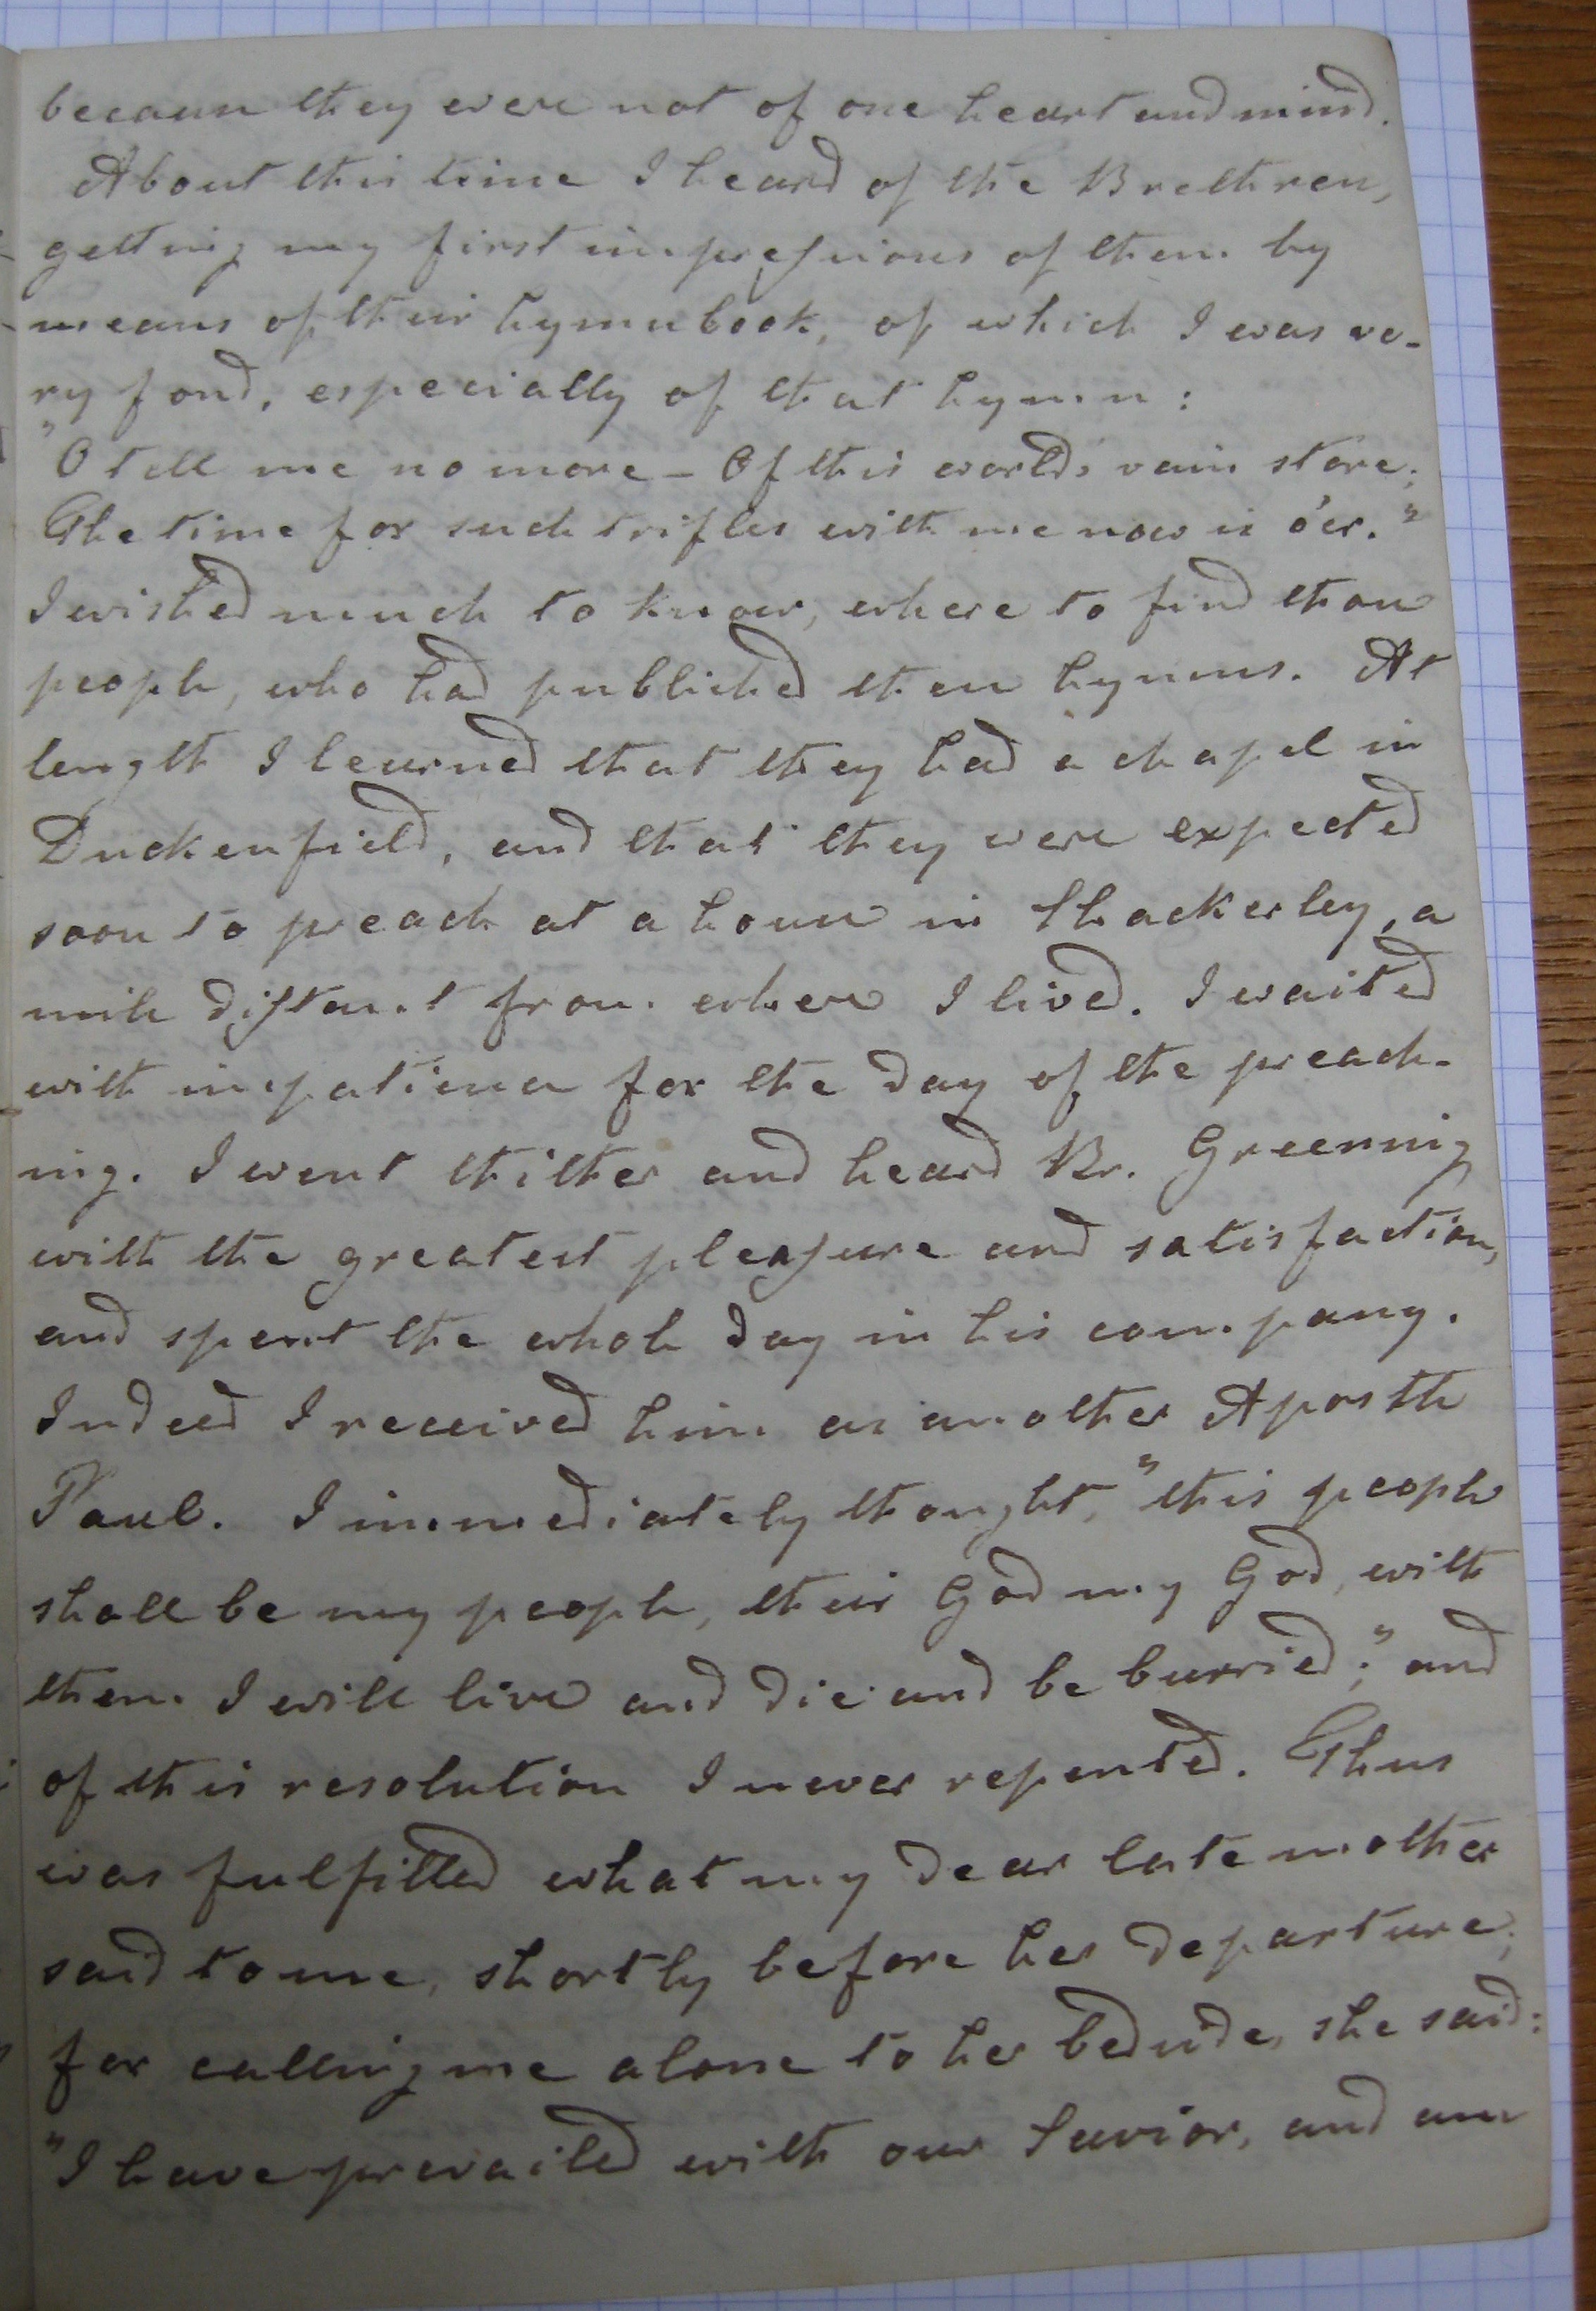 because they were not of one heart and mind.
About this time I heard of the Brethren,
getting my first impressions of them by
means of their hymnbook, of which I was ve-
ry fond, especially of that hymn:
"O tell me no more - Of this world's vain store;
The time for such trifles with me now is o'er."
I wished much to know, where to find those
people, who had published these hymns. At
length I learned that they had a chapel in
Duckenfield, and that they were expected
soon to preach at a house in Shackerley, a
mile distant from where I lived. I waited
with impatience for the day of the preach-
ing. I went thither and heard Br. Greening
with the greatest pleasure and satisfaction,
and spent the whole day in his company.
Indeed I received him as another Apostle
Paul. I immediately thought, "this people
shall be my people, their God my God, with
them I will live and die and be burried;" and
of this resolution I never repented. Thus
was fulfilled what my dear late mother
said to me, shortly before her departure;
for calling me alone to her bedside, she said:
"I have prevailed with our Savior, and am